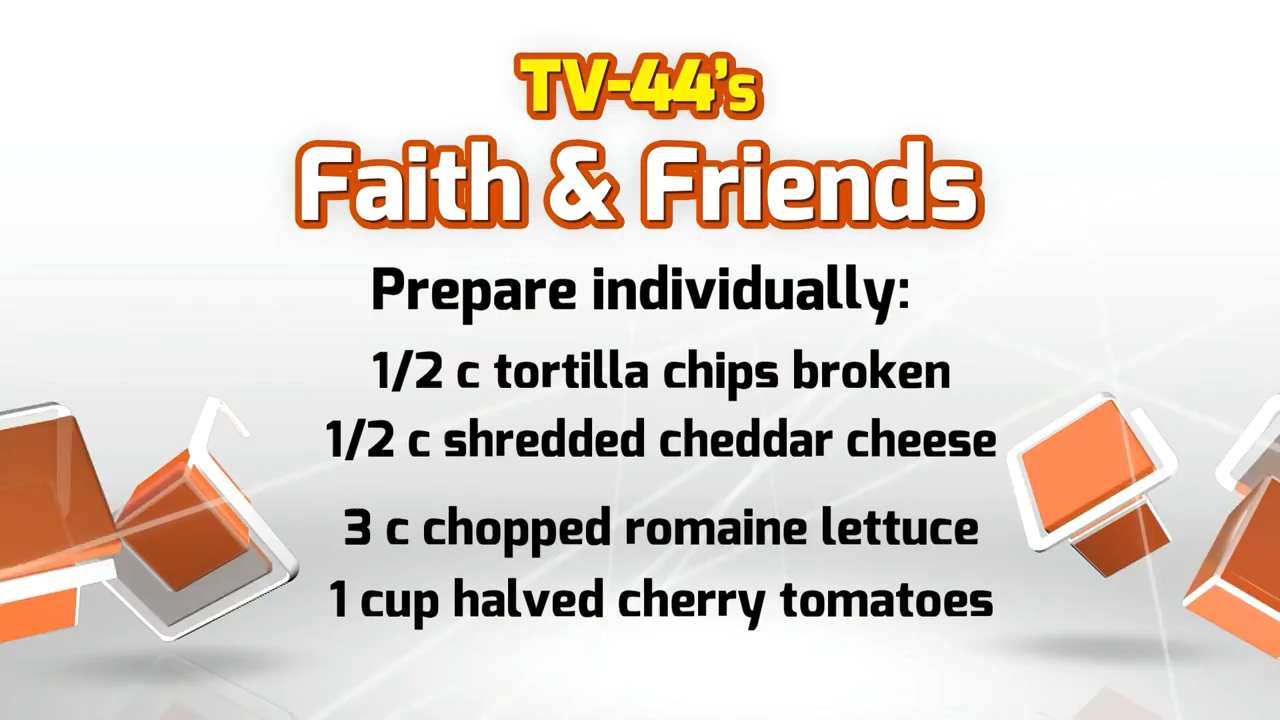 TV-44's
Faith & Friends
Prepare individually:
1/2 c tortilla chips broken
1/2 c shredded cheddar cheese
3 c chopped romaine lettuce
1 cup halved cherry tomatoes